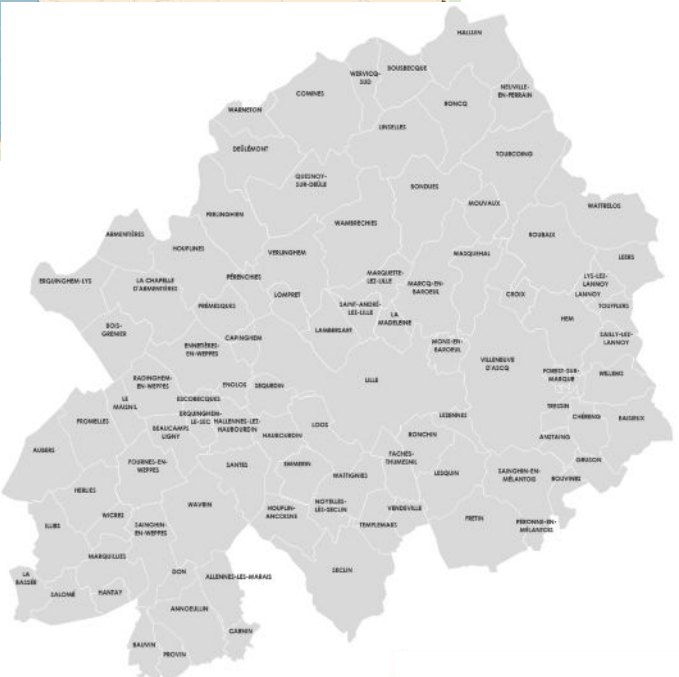 HALLUIN
BOUSBECQUE
WERVICQ-
SUD
COMINES
NEUVILLE-
EN-FERRAIN
RONCQ
WARNETON
LINSELLES
DEÛLÉMONT
TOURCOING
QUESNOY-
SUR-DEÛLE
BONDUES
MOUVAUX
WATTRELOS
FRELINGHIEN
WAMBRECHIES
ARMENTIÈRES
ROUBAIX
HOUPLINES
VERLINGHEM
WASQUEHAL
LEERS
ERQUINGHEM-LYS
LA CHAPELLE
D'ARMENTIÈRES
PÉRENCHIES
MARQUETTE-
LEZ-LILLE
MARCQ-EN-
BAROEUL
LYS-LEZ-
LANNOY
LOMPRET
CROIX
LANNOY
PRÉMESQUES
SAINT-ANDRÉ-
LEZ-LILLE
LA
MADELEINE
TOUFFLERS
HEM
BOIS-
GRENIER
LAMBERSART
SAILLY-LEZ-
LANNOY
CAPINGHEM
ENNETIÈRES-
EN-WEPPES
MONS-EN-
BAROEUL
VILLENEUVE
D'ASCQ
FOREST-SUR-
MARQUE
WILLEMS
RADINGHEM-
EN-WEPPES
ENGLOS
SEQUEDIN
LILLE
LE
MAISNIL
ESCOBECQUES
TRESSIN
FROMELLES
ERQUINGHEM-
LE-SEC
HALLENNES-LEZ-
HAUBOURDIN
LEZENNES
CHÉRENG
BAISIEUX
BEAUCAMPS
LIGNY
LOOS
HAUBOURDIN
RONCHIN
ANSTAING
AUBERS
FOURNES-EN-
WEPPES
SANTES
EMMERIN
FACHES-
THUMESNIL
GRUSON
WATTIGNIES
LESQUIN
SAINGHIN-EN-
MÉLANTOIS
BOUVINES
HERLIES
WAVRIN
HOUPLIN-
ANCOISNE
NOYELLES-
LÈS-SECLIN
VENDEVILLE
ILLIES
WICRES
SAINGHIN-
EN-WEPPES
TEMPLEMARS
FRETIN
PÉRONNE-EN-
MÉLANTOIS
MARQUILLIES
LA
BASSÉE
DON
ALLENNES-LES-MARAIS
SECLIN
SALOMÉ
HANTAY
ANNOEULLIN
CARNIN
BAUVIN
PROVIN